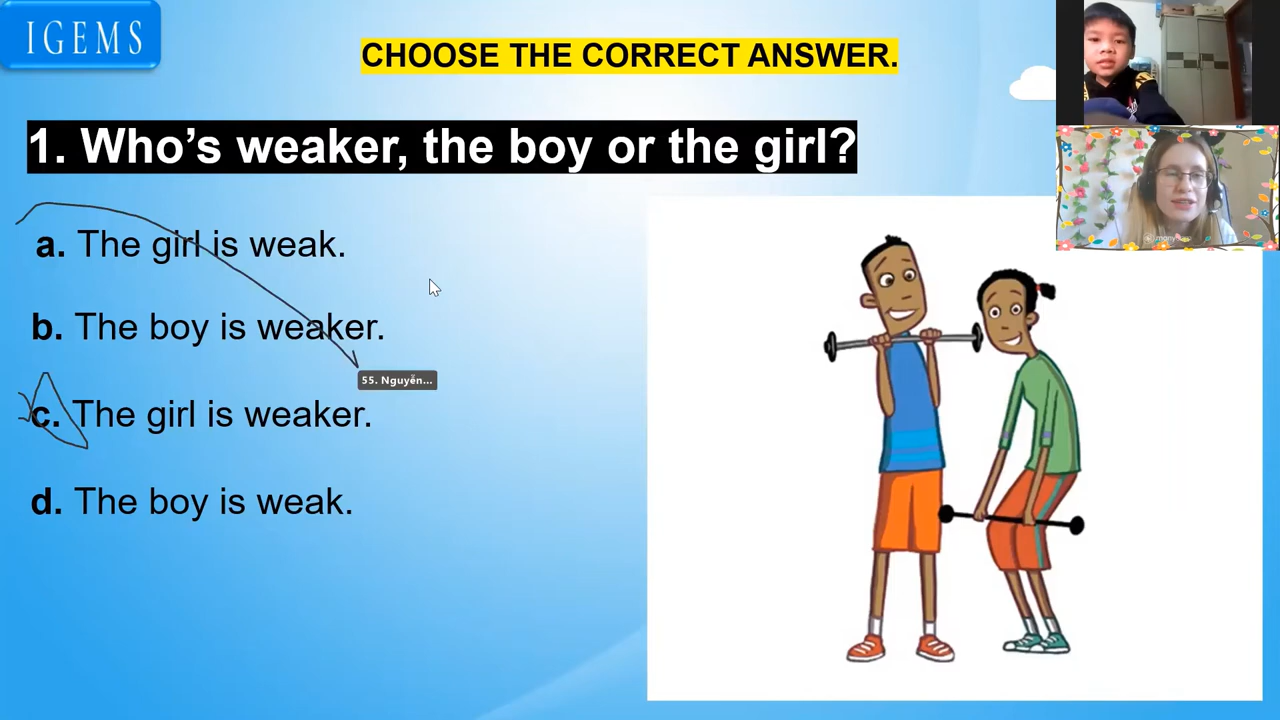 IGEMS
CHOOSE THE CORRECT ANSWER.
1. Who's weaker, the boy or the girl?
a. The girl is weak.
b. The boy is weaker.
55. Nguyễn...
c. The girl is weaker.
d. The boy is weak.